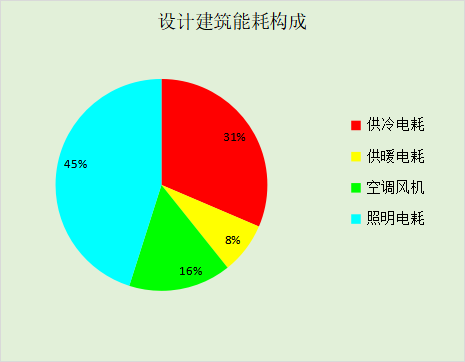 设计建筑能耗构成
31%
供冷电耗
供暖电耗
45%
空调风机
照明电耗
8%
16%